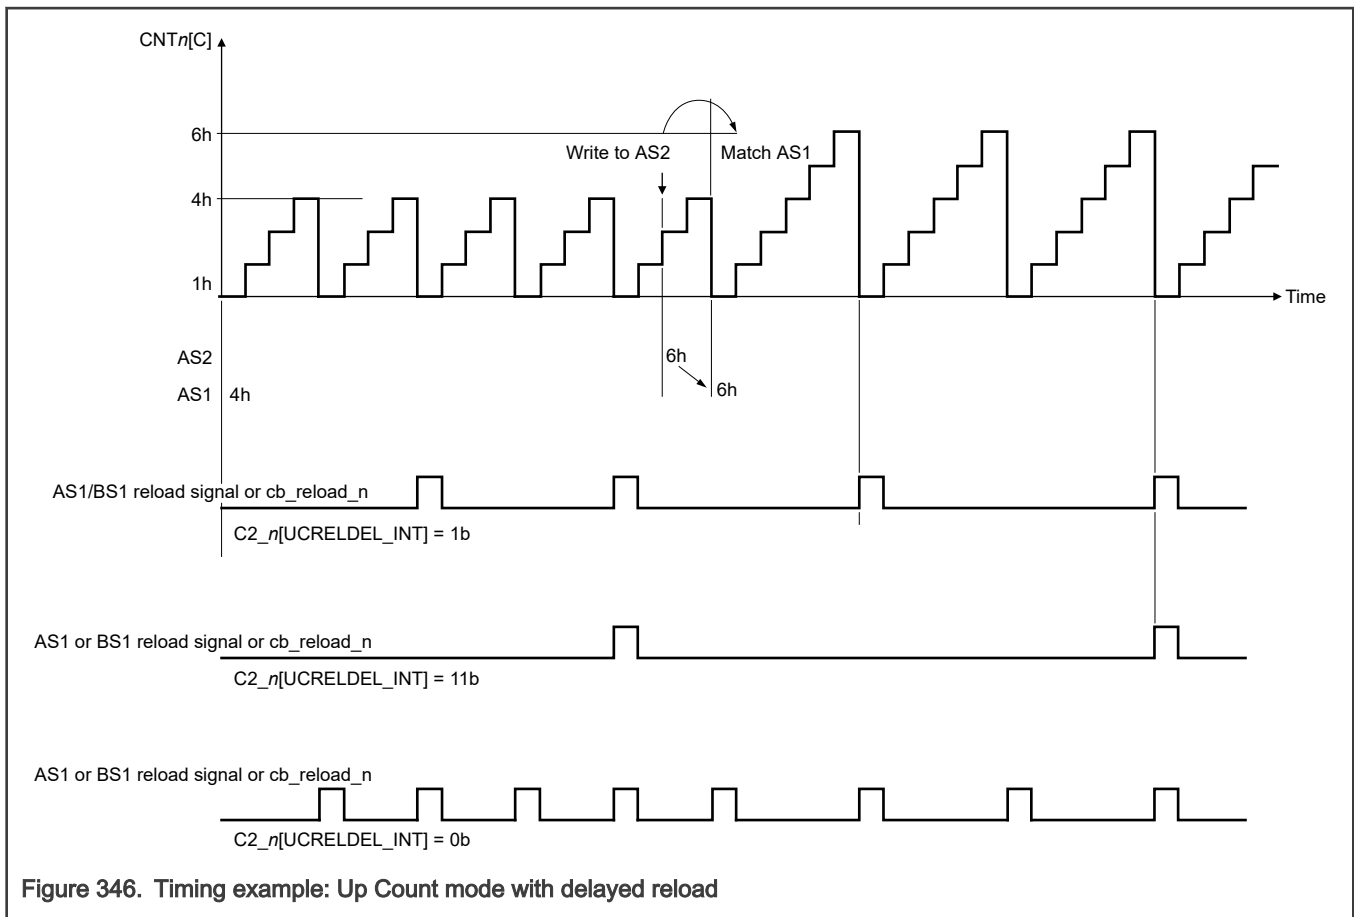 CNTn[C]
6h
Write to AS2
Match AS1
4h
1h
Time
AS2
6h
AS1
4h
6h
AS1/BS1 reload signal or cb_reload_n
C2_n[UCRELDEL_INT] = 1b
AS1 or BS1 reload signal or cb_reload_n
C2_n[UCRELDEL_INT] = 11b
AS1 or BS1 reload signal or cb_reload_n
C2_n[UCRELDEL_INT] = 0b
Figure 346. Timing example: Up Count mode with delayed reload